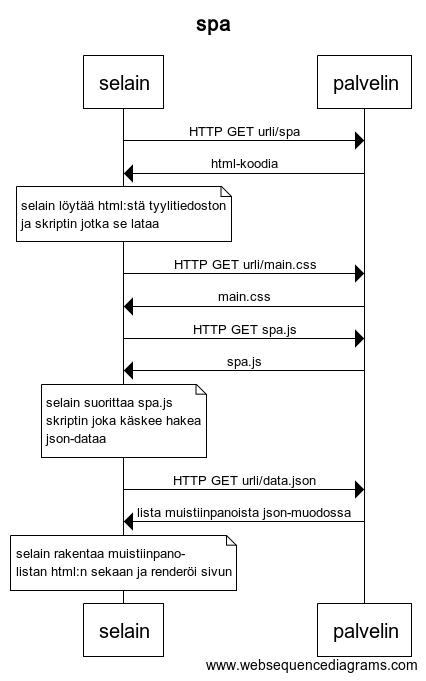 spa
selain
palvelin
HTTP GET urli/spa
html-koodia
selain löytää html:stä tyylitiedoston
ja skriptin jotka se lataa
HTTP GET urli/main.css
main.css
HTTP GET spa.js
spa.js
selain suorittaa spa.js
skriptin joka käskee hakea
json-dataa
HTTP GET urli/data.json
lista muistiinpanoista json-muodossa
selain rakentaa muistiinpano-
listan html:n sekaan ja renderöi sivun
selain
palvelin
www.websequencediagrams.com